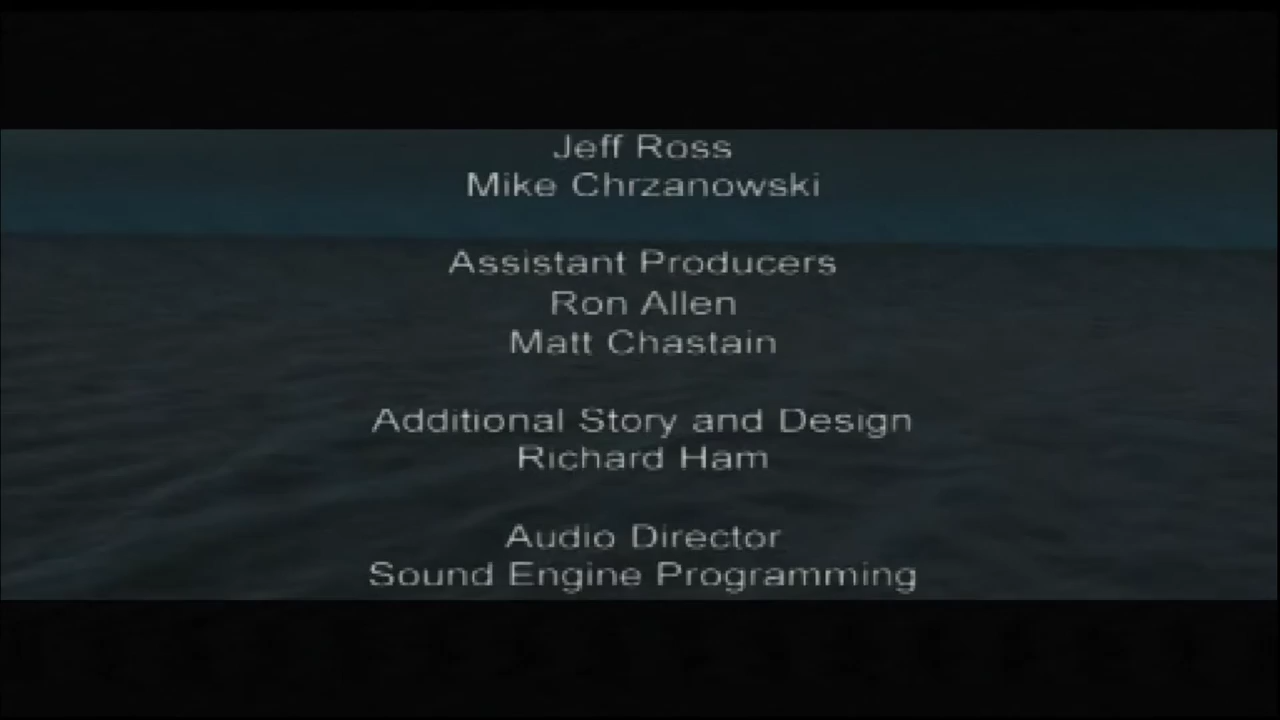 Jeff Ross
Mike Chrzanowski
Assistant Producers
Ron Allen
Matt Chastain
Additional Story and Design
Richard Ham
Audio Director
Sound Engine Programming